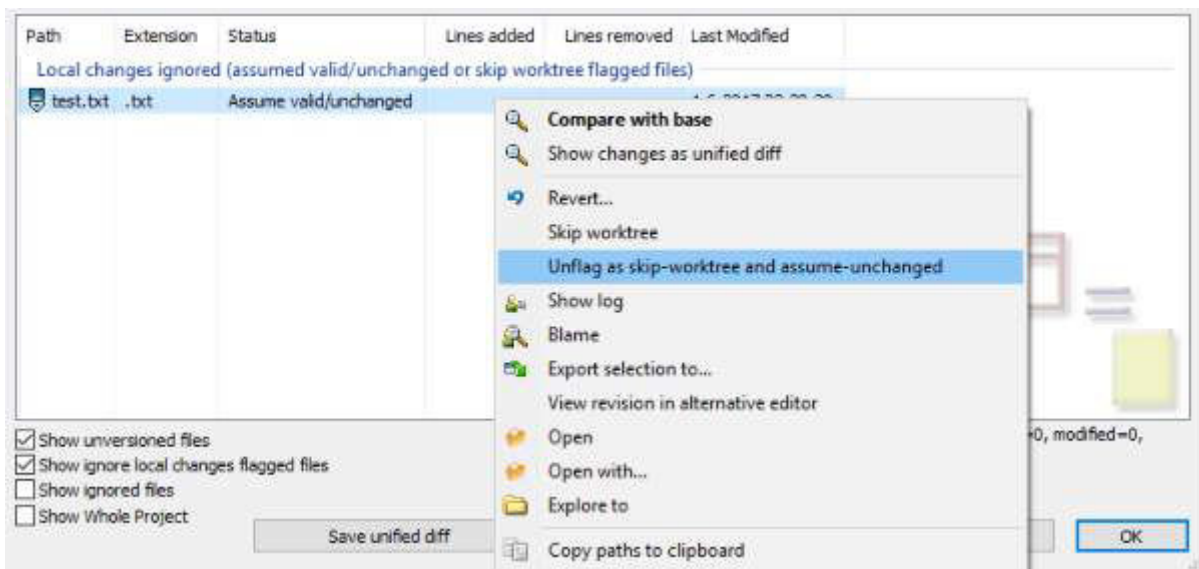 Path Extension Status Lines added Lines removed Last Modified
Local changes ignored (assumed valid/unchanged or skip worktree flagged files)
test.txt .txt Assume valid/unchanged
Compare with base
Show changes as unified diff
Revert...
Skip worktree
Unflag as skip-worktree and assume-unchanged
Show log
Blame
Export selection to...
View revision in alternative editor
Open
Open with...
Explore to
Copy paths to clipboard
Show unversioned files
=0, modified=0,
Show ignore local changes flagged files
Show ignored files
Show Whole Project
Save unified diff
OK